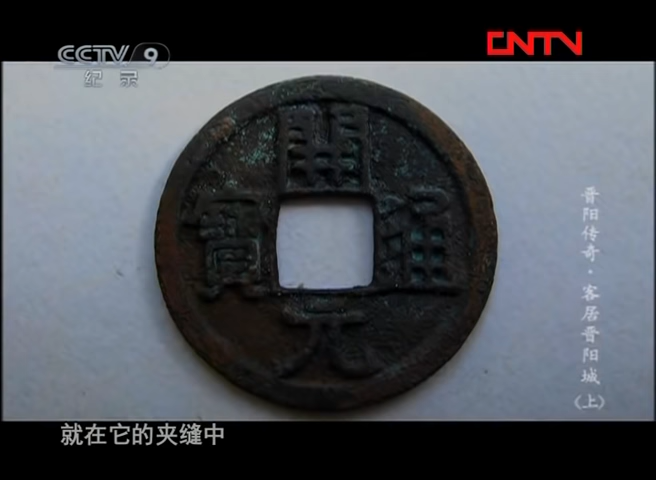 CCTV 9
纪录
CNTV
開
元
通
寶
晋阳传奇·客居晋阳城(上)
就在它的夹缝中